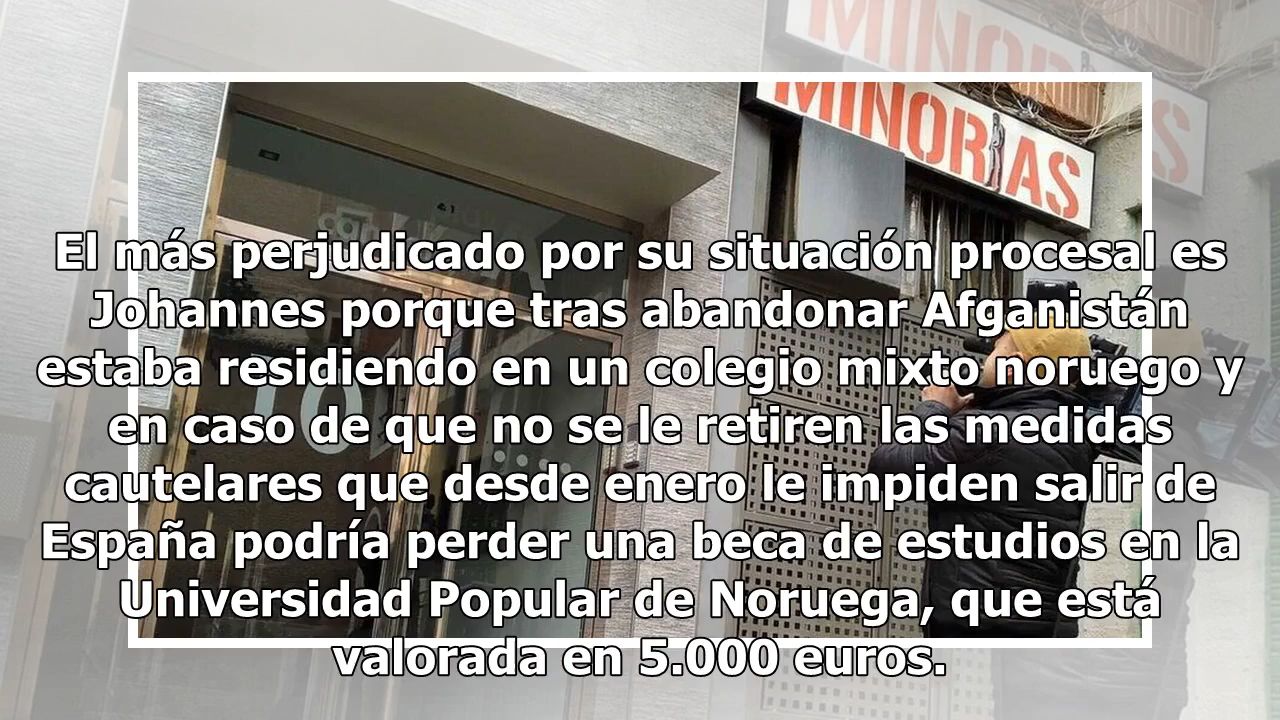 MINORIAS
MINORIAS
El más perjudicado por su situación procesal es
Johannes porque tras abandonar Afganistán
estaba residiendo en un colegio mixto noruego y
en caso de que no se le retiren las medidas
cautelares que desde enero le impiden salir de
España podría perder una beca de estudios en la
Universidad Popular de Noruega, que está
valorada en 5.000 euros.